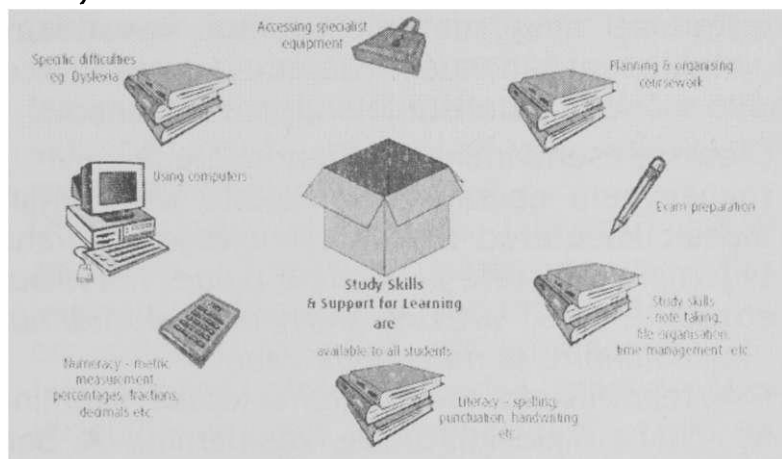 Accessing specialist
equipment
Specific difficulties
eg. Dyslexia
Planning & organising
coursework
Using computers
Exam preparation
Study Skills
& Support for Learning
are
available to all students
Study skills
- note taking,
file organisation,
time management etc.
Numeracy - metric
measurement,
percentages, fractions,
decimals etc
Literacy - spelling,
punctuation, handwriting
etc.